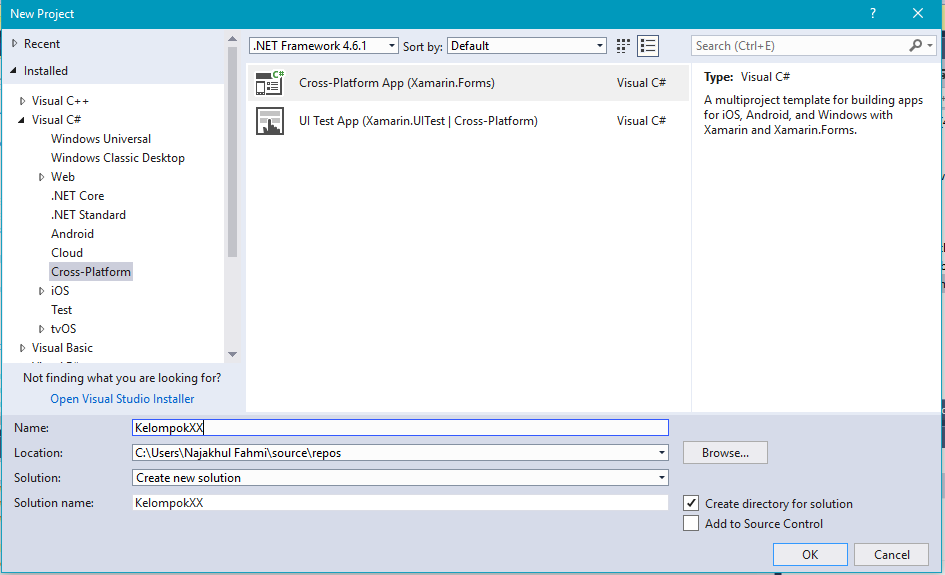 New Project
?
Recent
.NET Framework 4.6.1
Sort by:
Default
Search (Ctrl+E)
Installed
Visual C++
Visual C#
Windows Universal
Windows Classic Desktop
Web
.NET Core
.NET Standard
Android
Cloud
Cross-Platform
iOS
Test
tvOS
Visual Basic
Not finding what you are looking for?
Open Visual Studio Installer
Cross-Platform App (Xamarin.Forms)
Visual C#
UI Test App (Xamarin.UITest | Cross-Platform)
Visual C#
Type: Visual C#
A multiproject template for building apps
for iOS, Android, and Windows with
Xamarin and Xamarin.Forms.
Name:
KelompokXX
Location:
C:\Users\Najakhul Fahmi\source\repos
Browse...
Solution:
Create new solution
Solution name:
KelompokXX
Create directory for solution
Add to Source Control
OK
Cancel